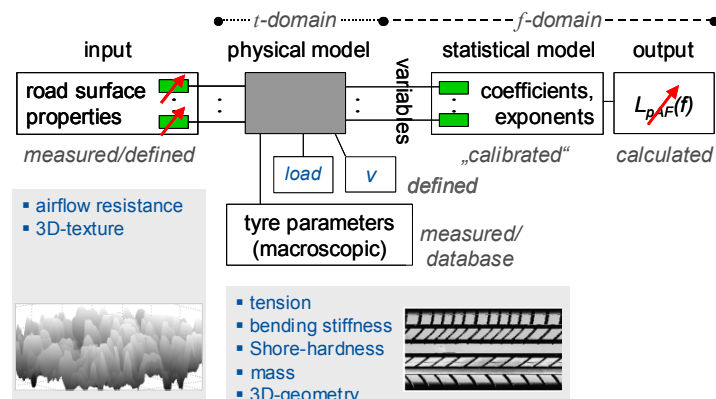 t-domain
f-domain
input
physical model
statistical model
output
road surface
properties
variables
coefficients,
exponents
LpAF(f)
measured/defined
„calibrated“
calculated
load
v
defined
tyre parameters
(macroscopic)
measured/
database
▪ airflow resistance
▪ 3D-texture
▪ tension
▪ bending stiffness
▪ Shore-hardness
▪ mass
▪ 3D-geometry